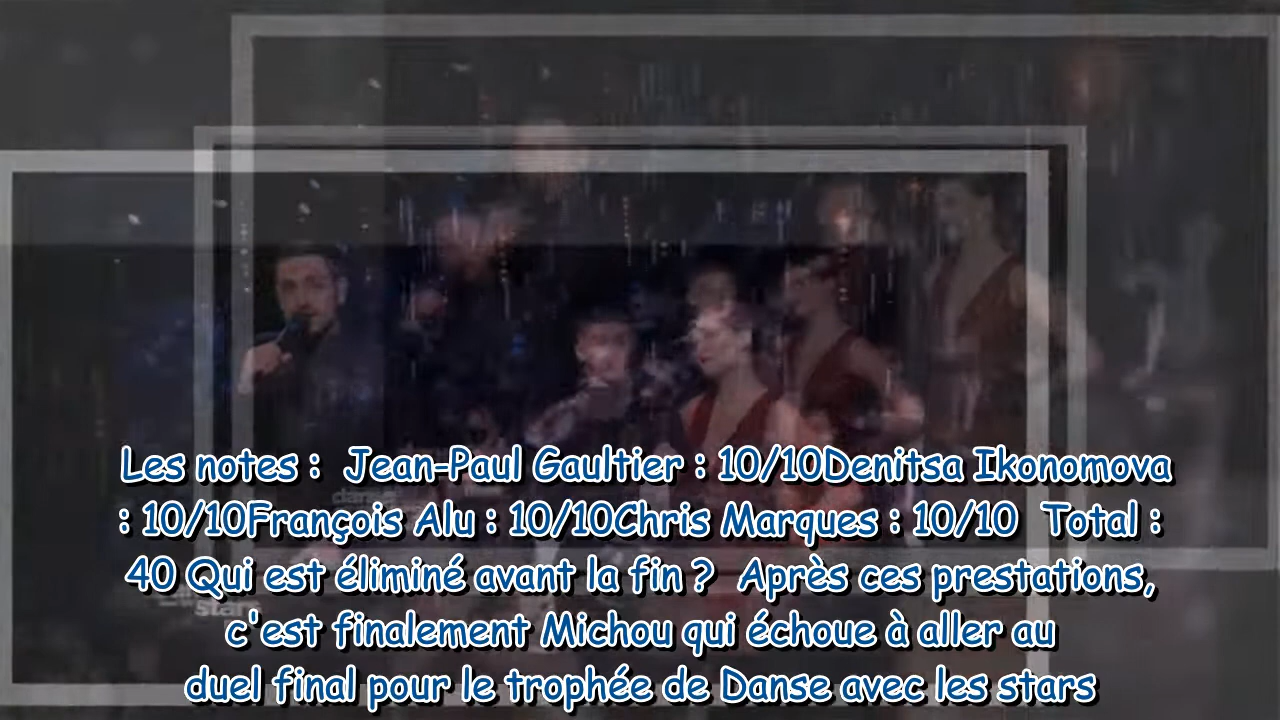 Les notes :  Jean-Paul Gaultier : 10/10Denitsa Ikonomova
: 10/10François Alu : 10/10Chris Marques : 10/10  Total :
40 Qui est éliminé avant la fin ?  Après ces prestations,
c'est finalement Michou qui échoue à aller au
duel final pour le trophée de Danse avec les stars
danse
stars